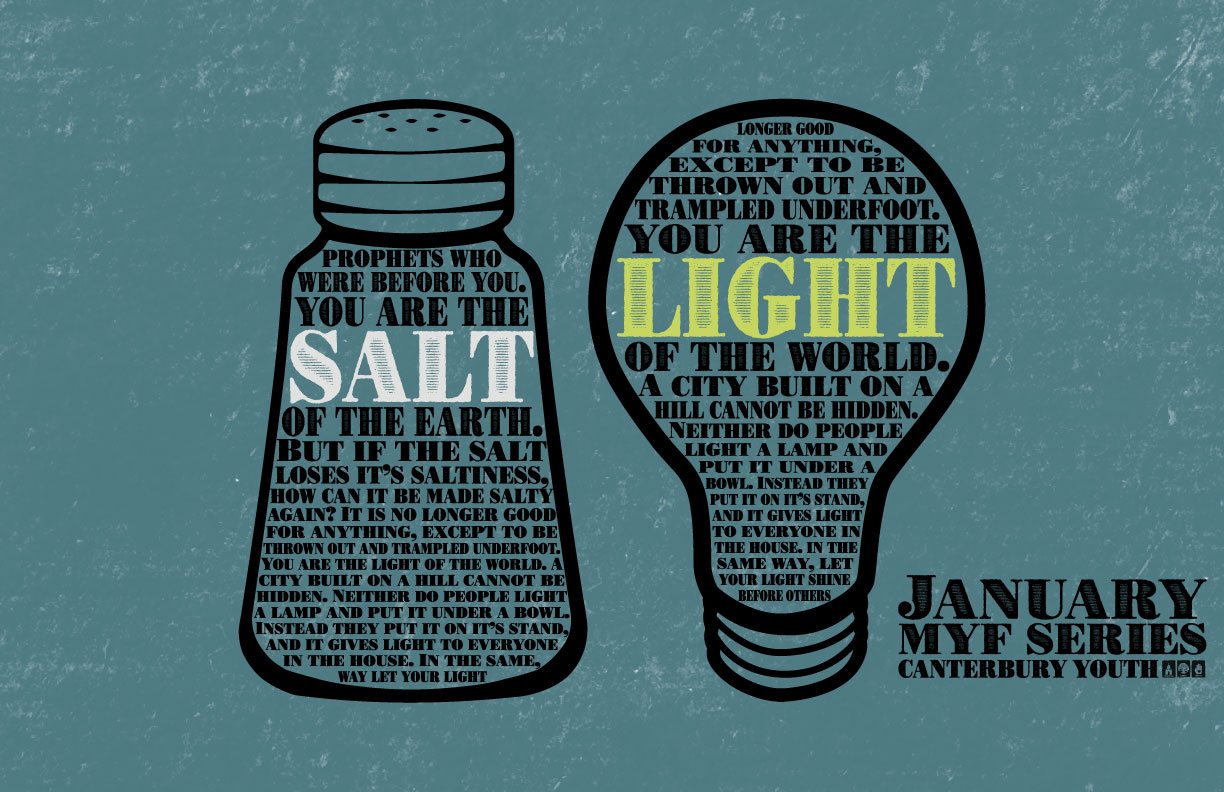 PROPHETS WHO
WERE BEFORE YOU.
YOU ARE THE
SALT
OF THE EARTH.
BUT IF THE SALT
LOSES IT'S SALTINESS,
HOW CAN IT BE MADE SALTY
AGAIN? IT IS NO LONGER GOOD
FOR ANYTHING, EXCEPT TO BE
THROWN OUT AND TRAMPLED UNDERFOOT.
YOU ARE THE LIGHT OF THE WORLD. A
CITY BUILT ON A HILL CANNOT BE
HIDDEN. NEITHER DO PEOPLE LIGHT
A LAMP AND PUT IT UNDER A BOWL.
INSTEAD THEY PUT IT ON IT'S STAND,
AND IT GIVES LIGHT TO EVERYONE
IN THE HOUSE. IN THE SAME,
WAY LET YOUR LIGHT
LONGER GOOD
FOR ANYTHING,
EXCEPT TO BE
THROWN OUT AND
TRAMPLED UNDERFOOT.
YOU ARE THE
LIGHT
OF THE WORLD.
A CITY BUILT ON A
HILL CANNOT BE HIDDEN.
NEITHER DO PEOPLE
LIGHT A LAMP AND
PUT IT UNDER A
BOWL. INSTEAD THEY
PUT IT ON IT'S STAND,
AND IT GIVES LIGHT
TO EVERYONE IN
THE HOUSE. IN THE
SAME WAY, LET
YOUR LIGHT SHINE
BEFORE OTHERS
JANUARY
MYF SERIES
CANTERBURY YOUTH